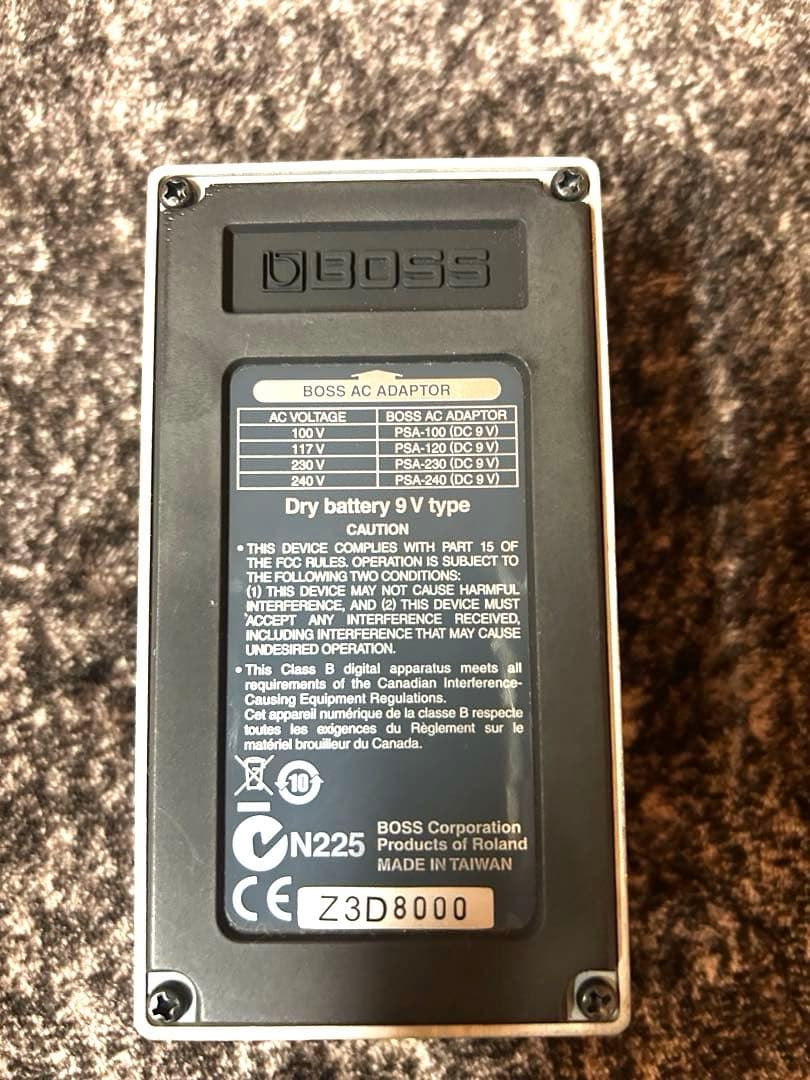 BOSS
BOSS AC ADAPTOR
AC VOLTAGE BOSS AC ADAPTOR
100 V PSA-100 (DC 9 V)
117 V PSA-120 (DC 9 V)
230 V PSA-230 (DC 9 V)
240 V PSA-240 (DC 9 V)
Dry battery 9 V type
CAUTION
• THIS DEVICE COMPLIES WITH PART 15 OF
THE FCC RULES. OPERATION IS SUBJECT TO
THE FOLLOWING TWO CONDITIONS:
(1) THIS DEVICE MAY NOT CAUSE HARMFUL
INTERFERENCE, AND (2) THIS DEVICE MUST
ACCEPT ANY INTERFERENCE RECEIVED,
INCLUDING INTERFERENCE THAT MAY CAUSE
UNDESIRED OPERATION.
• This Class B digital apparatus meets all
requirements of the Canadian Interference-
Causing Equipment Regulations.
Cet appareil numérique de la classe B respecte
toutes les exigences du Règlement sur le
matériel brouilleur du Canada.
10
N225
BOSS Corporation
Products of Roland
MADE IN TAIWAN
CE
Z3D8000